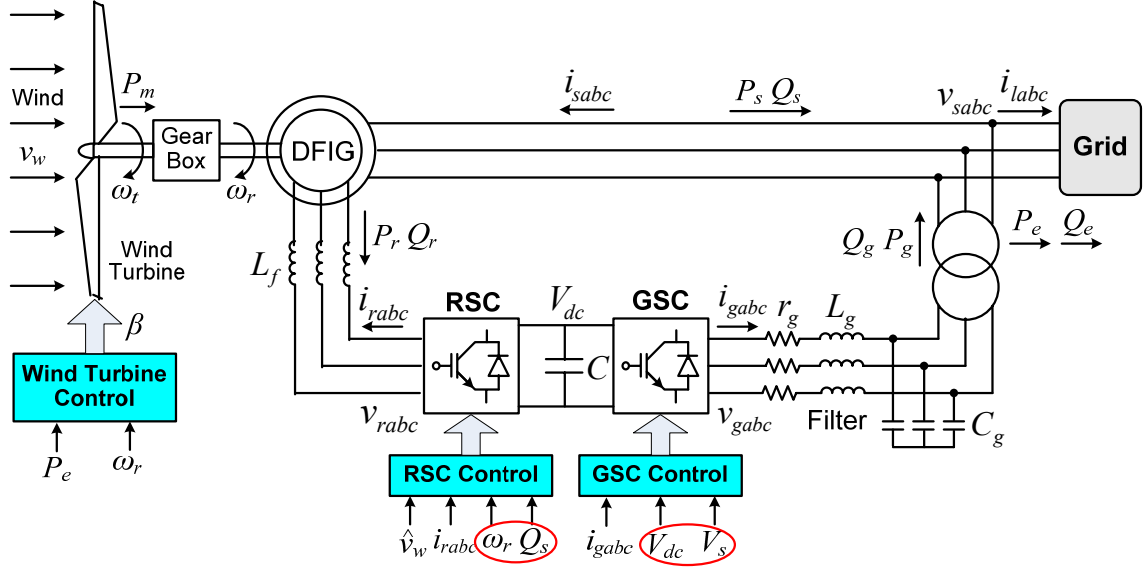 P_m
i_sabc
P_s Q_s
v_sabc
i_labc
Wind
Gear
Box
DFIG
Grid
v_w
ω_t
ω_r
P_r Q_r
Q_g P_g
P_e
Q_e
Wind
Turbine
L_f
i_rabc
RSC
V_dc
GSC
i_gabc
r_g
L_g
β
C
Wind Turbine
Control
v_rabc
v_gabc
Filter
C_g
P_e
ω_r
RSC Control
GSC Control
v̂_w i_rabc ω_r Q_s
i_gabc V_dc V_s